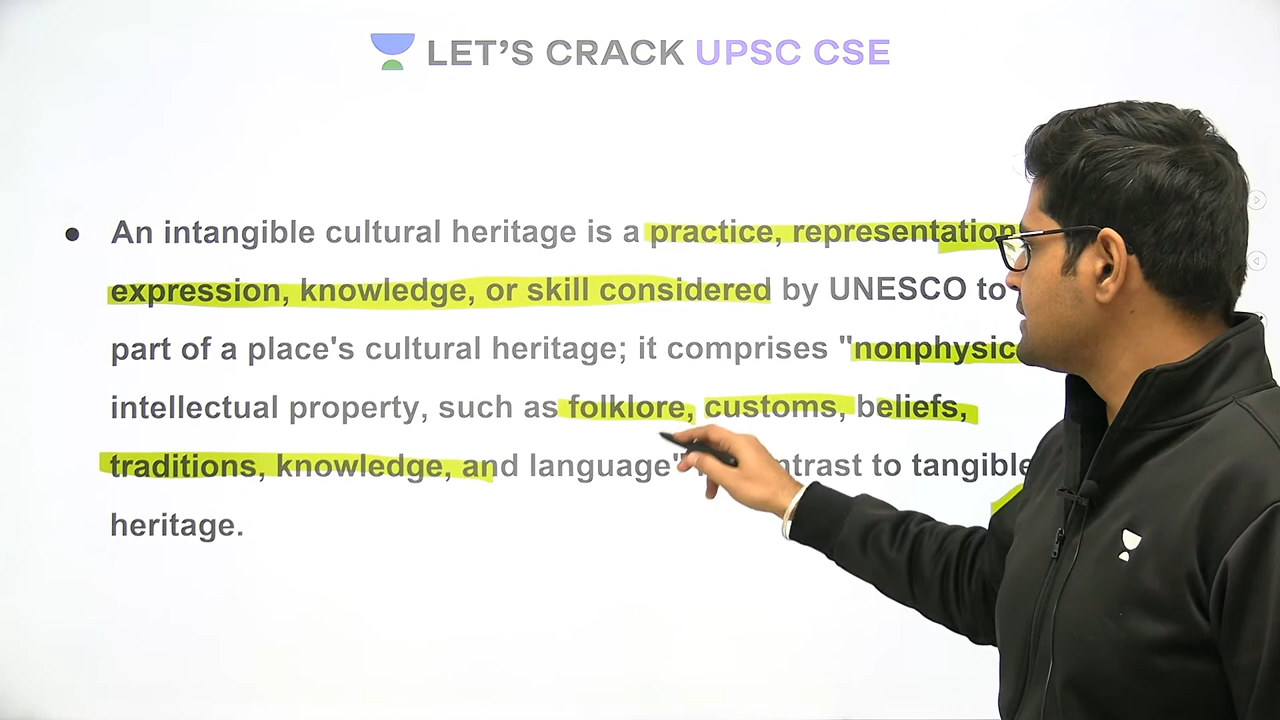 LET'S CRACK UPSC CSE
● An intangible cultural heritage is a practice, representation
expression, knowledge, or skill considered by UNESCO to
part of a place's cultural heritage; it comprises "
intellectual property, such as folklore, customs, beliefs,
traditions, knowledge, and language" to tangible
heritage.